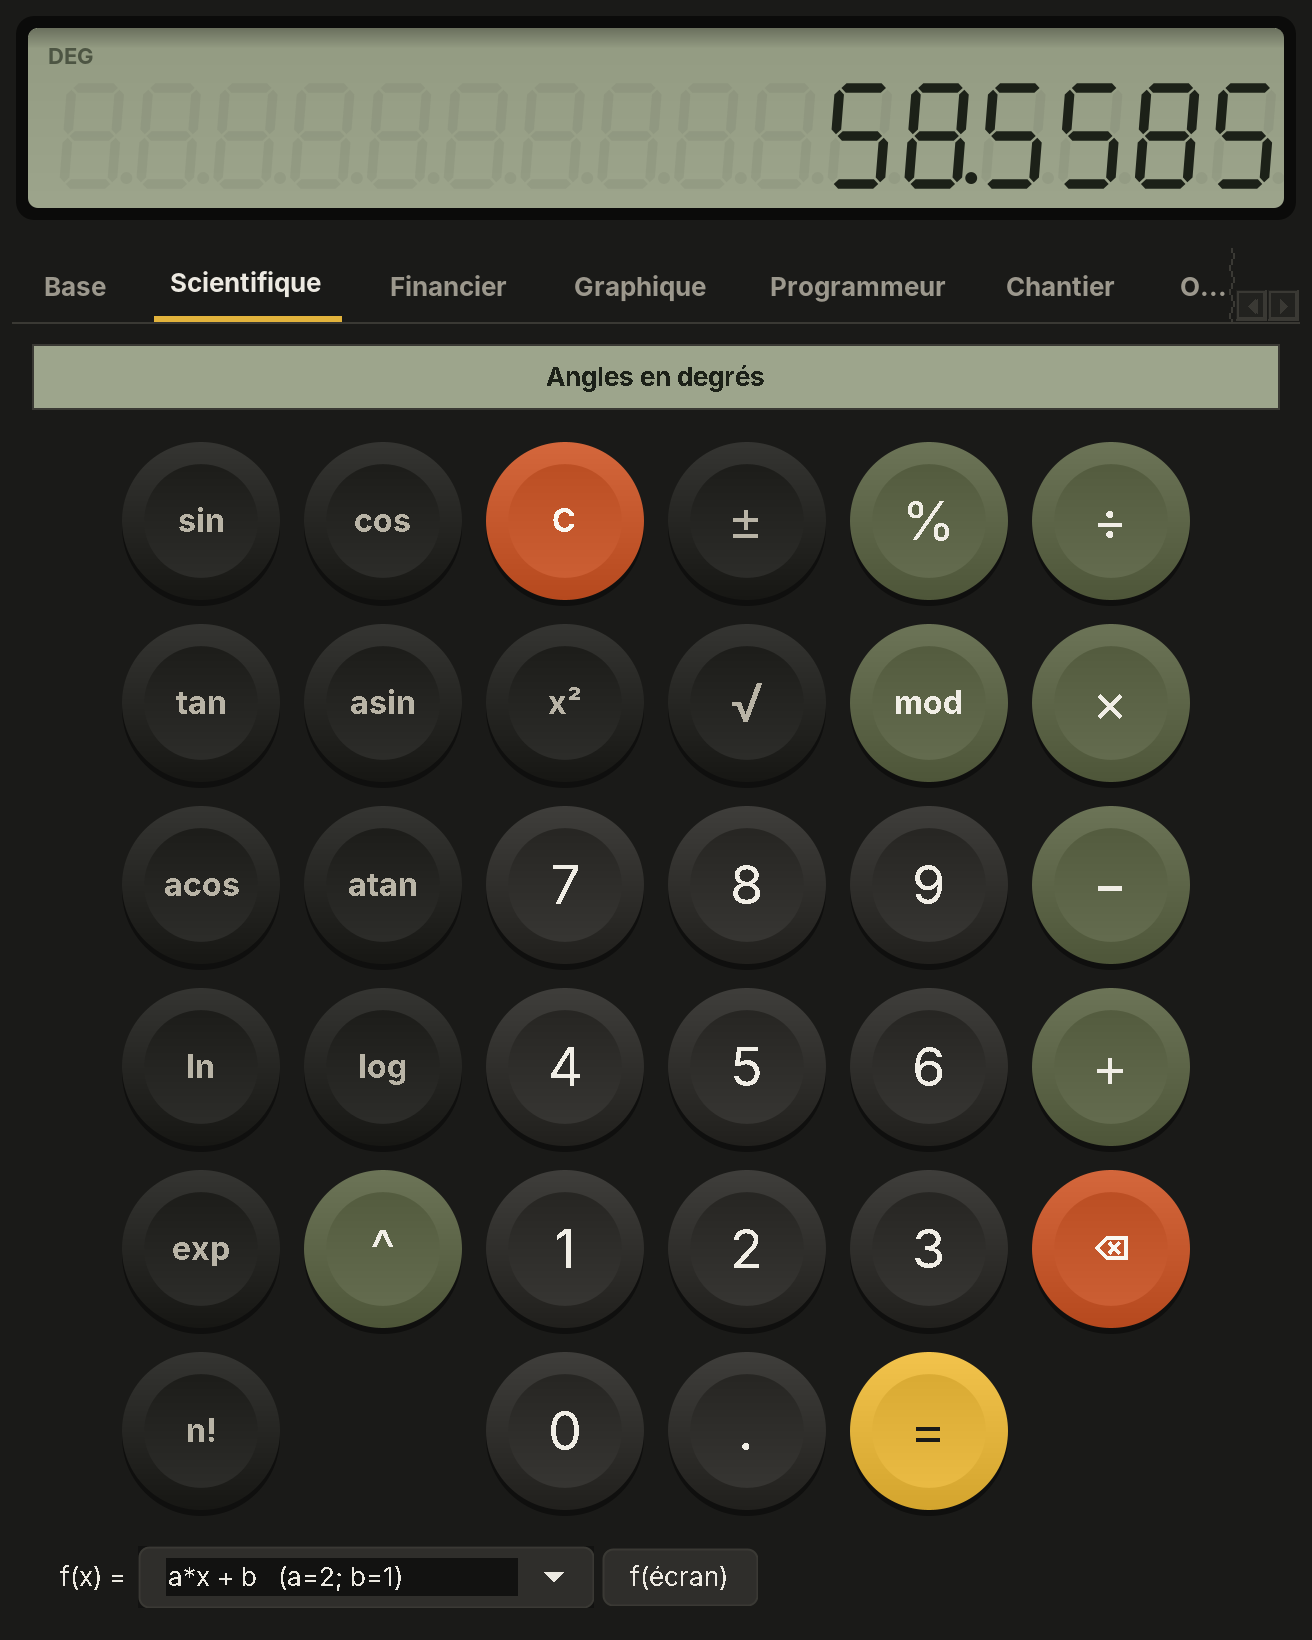 DEG
58.5585
Base Scientifique Financier Graphique Programmeur Chantier O...
Angles en degrés
sin cos C ± % ÷
tan asin x² √ mod ×
acos atan 7 8 9 −
ln log 4 5 6 +
exp ^ 1 2 3 ⌫
n! 0 . =
f(x) = a*x + b (a=2; b=1) f(écran)